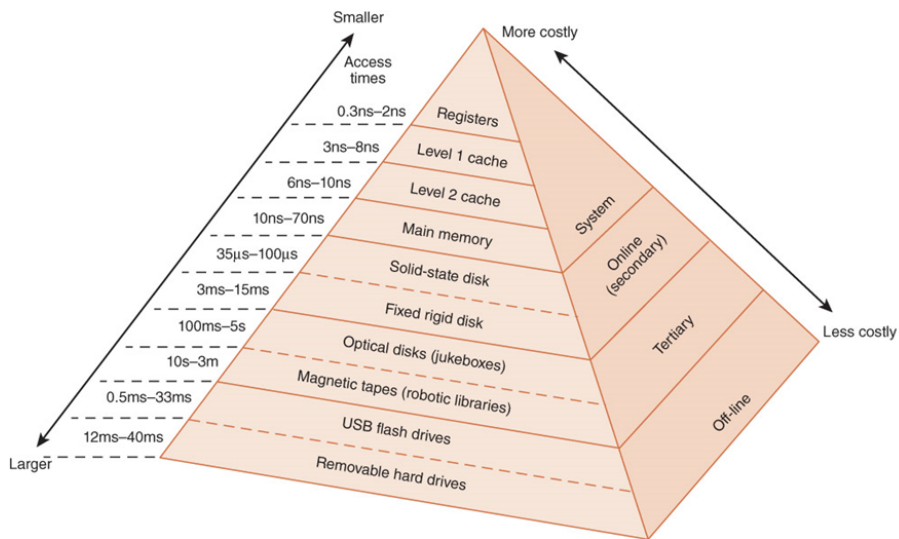 Smaller
More costly
Access
times
0.3ns–2ns
Registers
3ns–8ns
Level 1 cache
6ns–10ns
Level 2 cache
10ns–70ns
Main memory
System
35µs–100µs
Solid-state disk
Online
(secondary)
3ms–15ms
Fixed rigid disk
100ms–5s
Optical disks (jukeboxes)
Tertiary
Less costly
10s–3m
Magnetic tapes (robotic libraries)
0.5ms–33ms
USB flash drives
Off-line
12ms–40ms
Removable hard drives
Larger